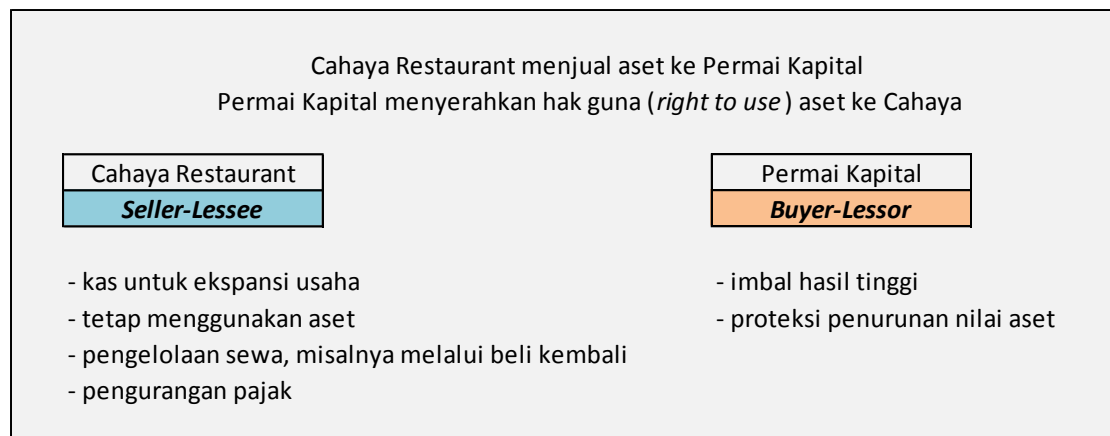 Cahaya Restaurant menjual aset ke Permai Kapital
Permai Kapital menyerahkan hak guna (right to use) aset ke Cahaya
Cahaya Restaurant
Seller-Lessee
- kas untuk ekspansi usaha
- tetap menggunakan aset
- pengelolaan sewa, misalnya melalui beli kembali
- pengurangan pajak
Permai Kapital
Buyer-Lessor
- imbal hasil tinggi
- proteksi penurunan nilai aset